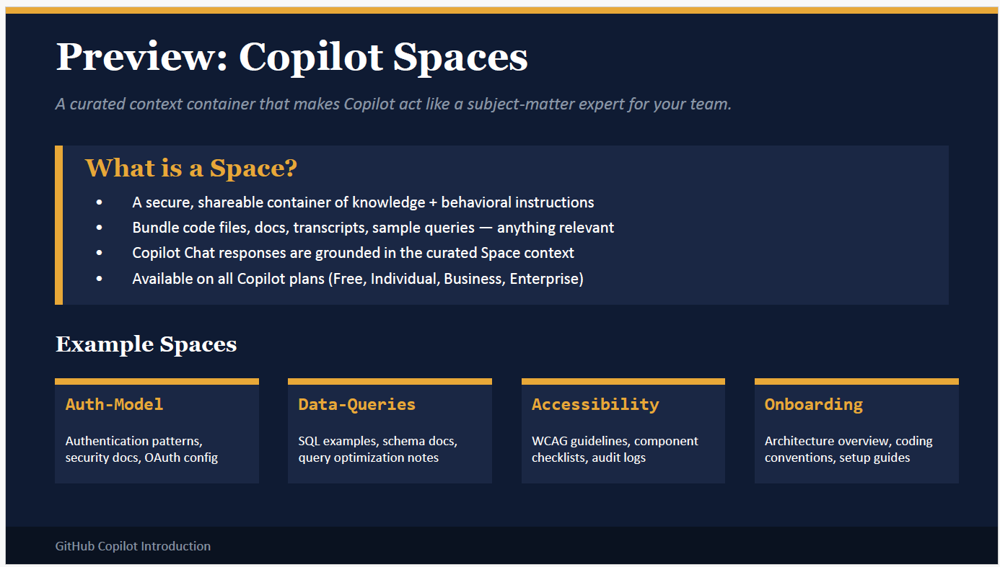 Preview: Copilot Spaces
A curated context container that makes Copilot act like a subject-matter expert for your team.
What is a Space?
• A secure, shareable container of knowledge + behavioral instructions
• Bundle code files, docs, transcripts, sample queries — anything relevant
• Copilot Chat responses are grounded in the curated Space context
• Available on all Copilot plans (Free, Individual, Business, Enterprise)
Example Spaces
Auth-Model
Authentication patterns,
security docs, OAuth config
Data-Queries
SQL examples, schema docs,
query optimization notes
Accessibility
WCAG guidelines, component
checklists, audit logs
Onboarding
Architecture overview, coding
conventions, setup guides
GitHub Copilot Introduction